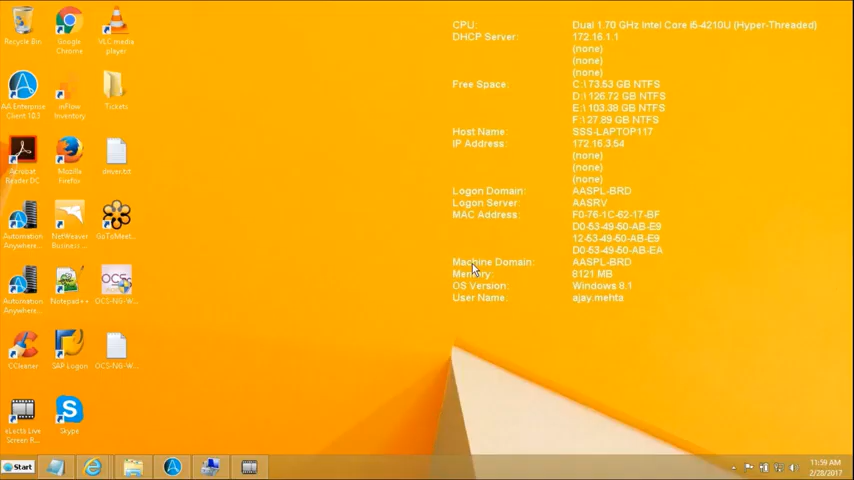 Recycle Bin
Google
Chrome
VLC media
player
AA Enterprise
Client 10.3
inFlow
Inventory
Tickets
Acrobat
Reader DC
Mozilla
Firefox
driver.txt
Automation
Anywhere...
NetWeaver
Business ...
GoToMeet...
Automation
Anywhere...
Notepad++
OCS-NG-W...
CCleaner
SAP Logon
OCS-NG-W...
eLecta Live
Screen R...
Skype
CPU: Dual 1.70 GHz Intel Core i5-4210U (Hyper-Threaded)
DHCP Server: 172.16.1.1
(none)
(none)
(none)
Free Space: C:\ 73.53 GB NTFS
D:\ 126.72 GB NTFS
E:\ 103.38 GB NTFS
F:\ 27.89 GB NTFS
Host Name: SSS-LAPTOP117
IP Address: 172.16.3.54
(none)
(none)
(none)
Logon Domain: AASPL-BRD
Logon Server: AASRV
MAC Address: F0-76-1C-62-17-BF
D0-53-49-50-AB-E9
12-53-49-50-AB-E9
D0-53-49-50-AB-EA
Machine Domain: AASPL-BRD
Memory: 8121 MB
OS Version: Windows 8.1
User Name: ajay.mehta
Start
11:59 AM
2/28/2017